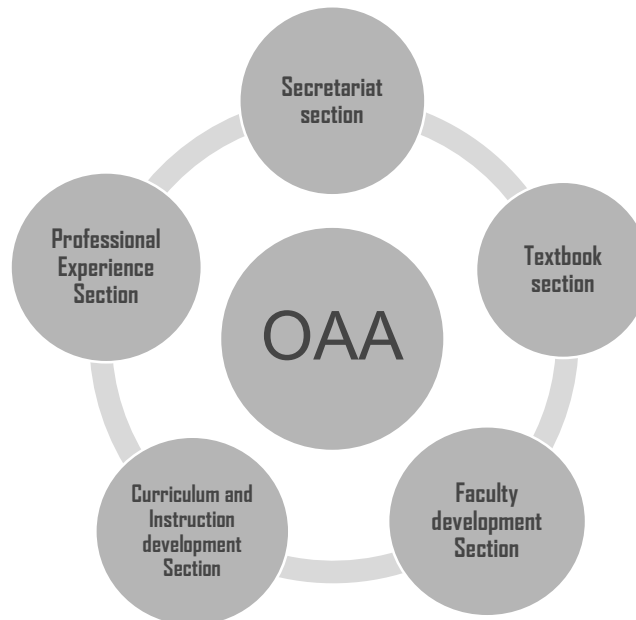 Secretariat
section
Professional
Experience
Section
Textbook
section
OAA
Curriculum and
Instruction
development
Section
Faculty
development
Section